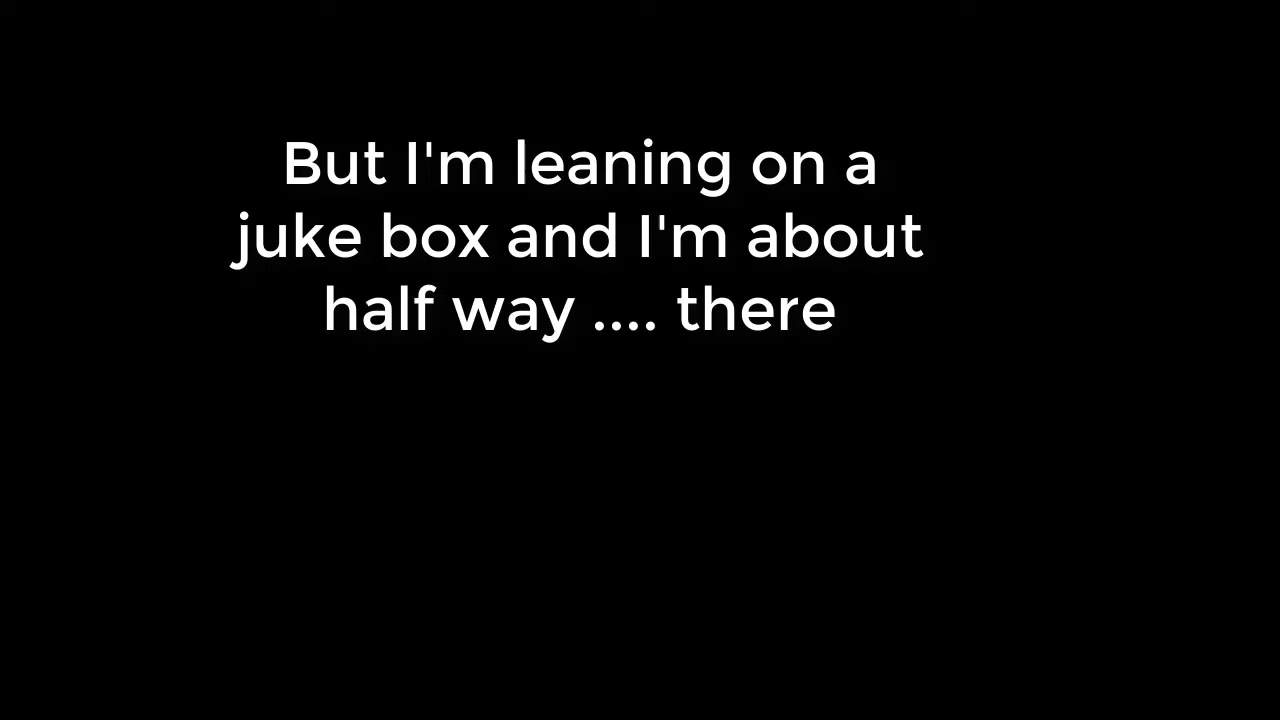 But I'm leaning on a
juke box and I'm about
half way .... there